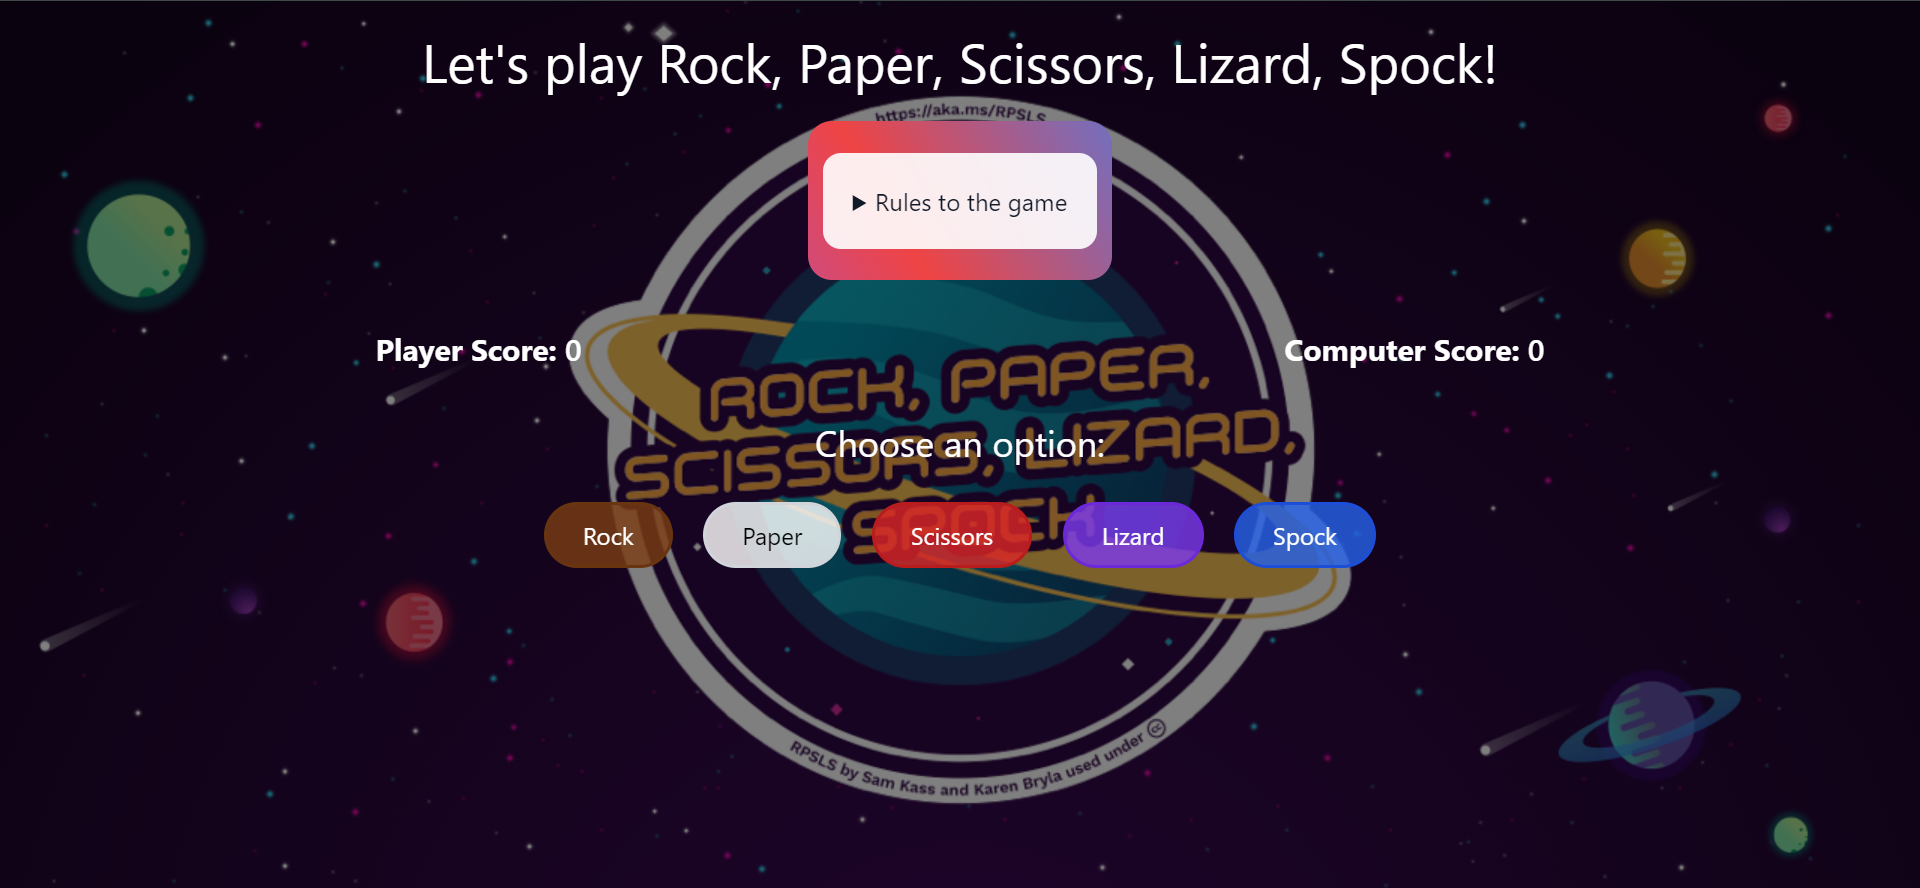 Let's play Rock, Paper, Scissors, Lizard, Spock!
https://aka.ms/RPSLS
▶ Rules to the game
Player Score: 0
Computer Score: 0
ROCK, PAPER,
SCISSORS, LIZARD,
SPOCK
Choose an option:
Rock
Paper
Scissors
Lizard
Spock
RPSLS by Sam Kass and Karen Bryla used under cc